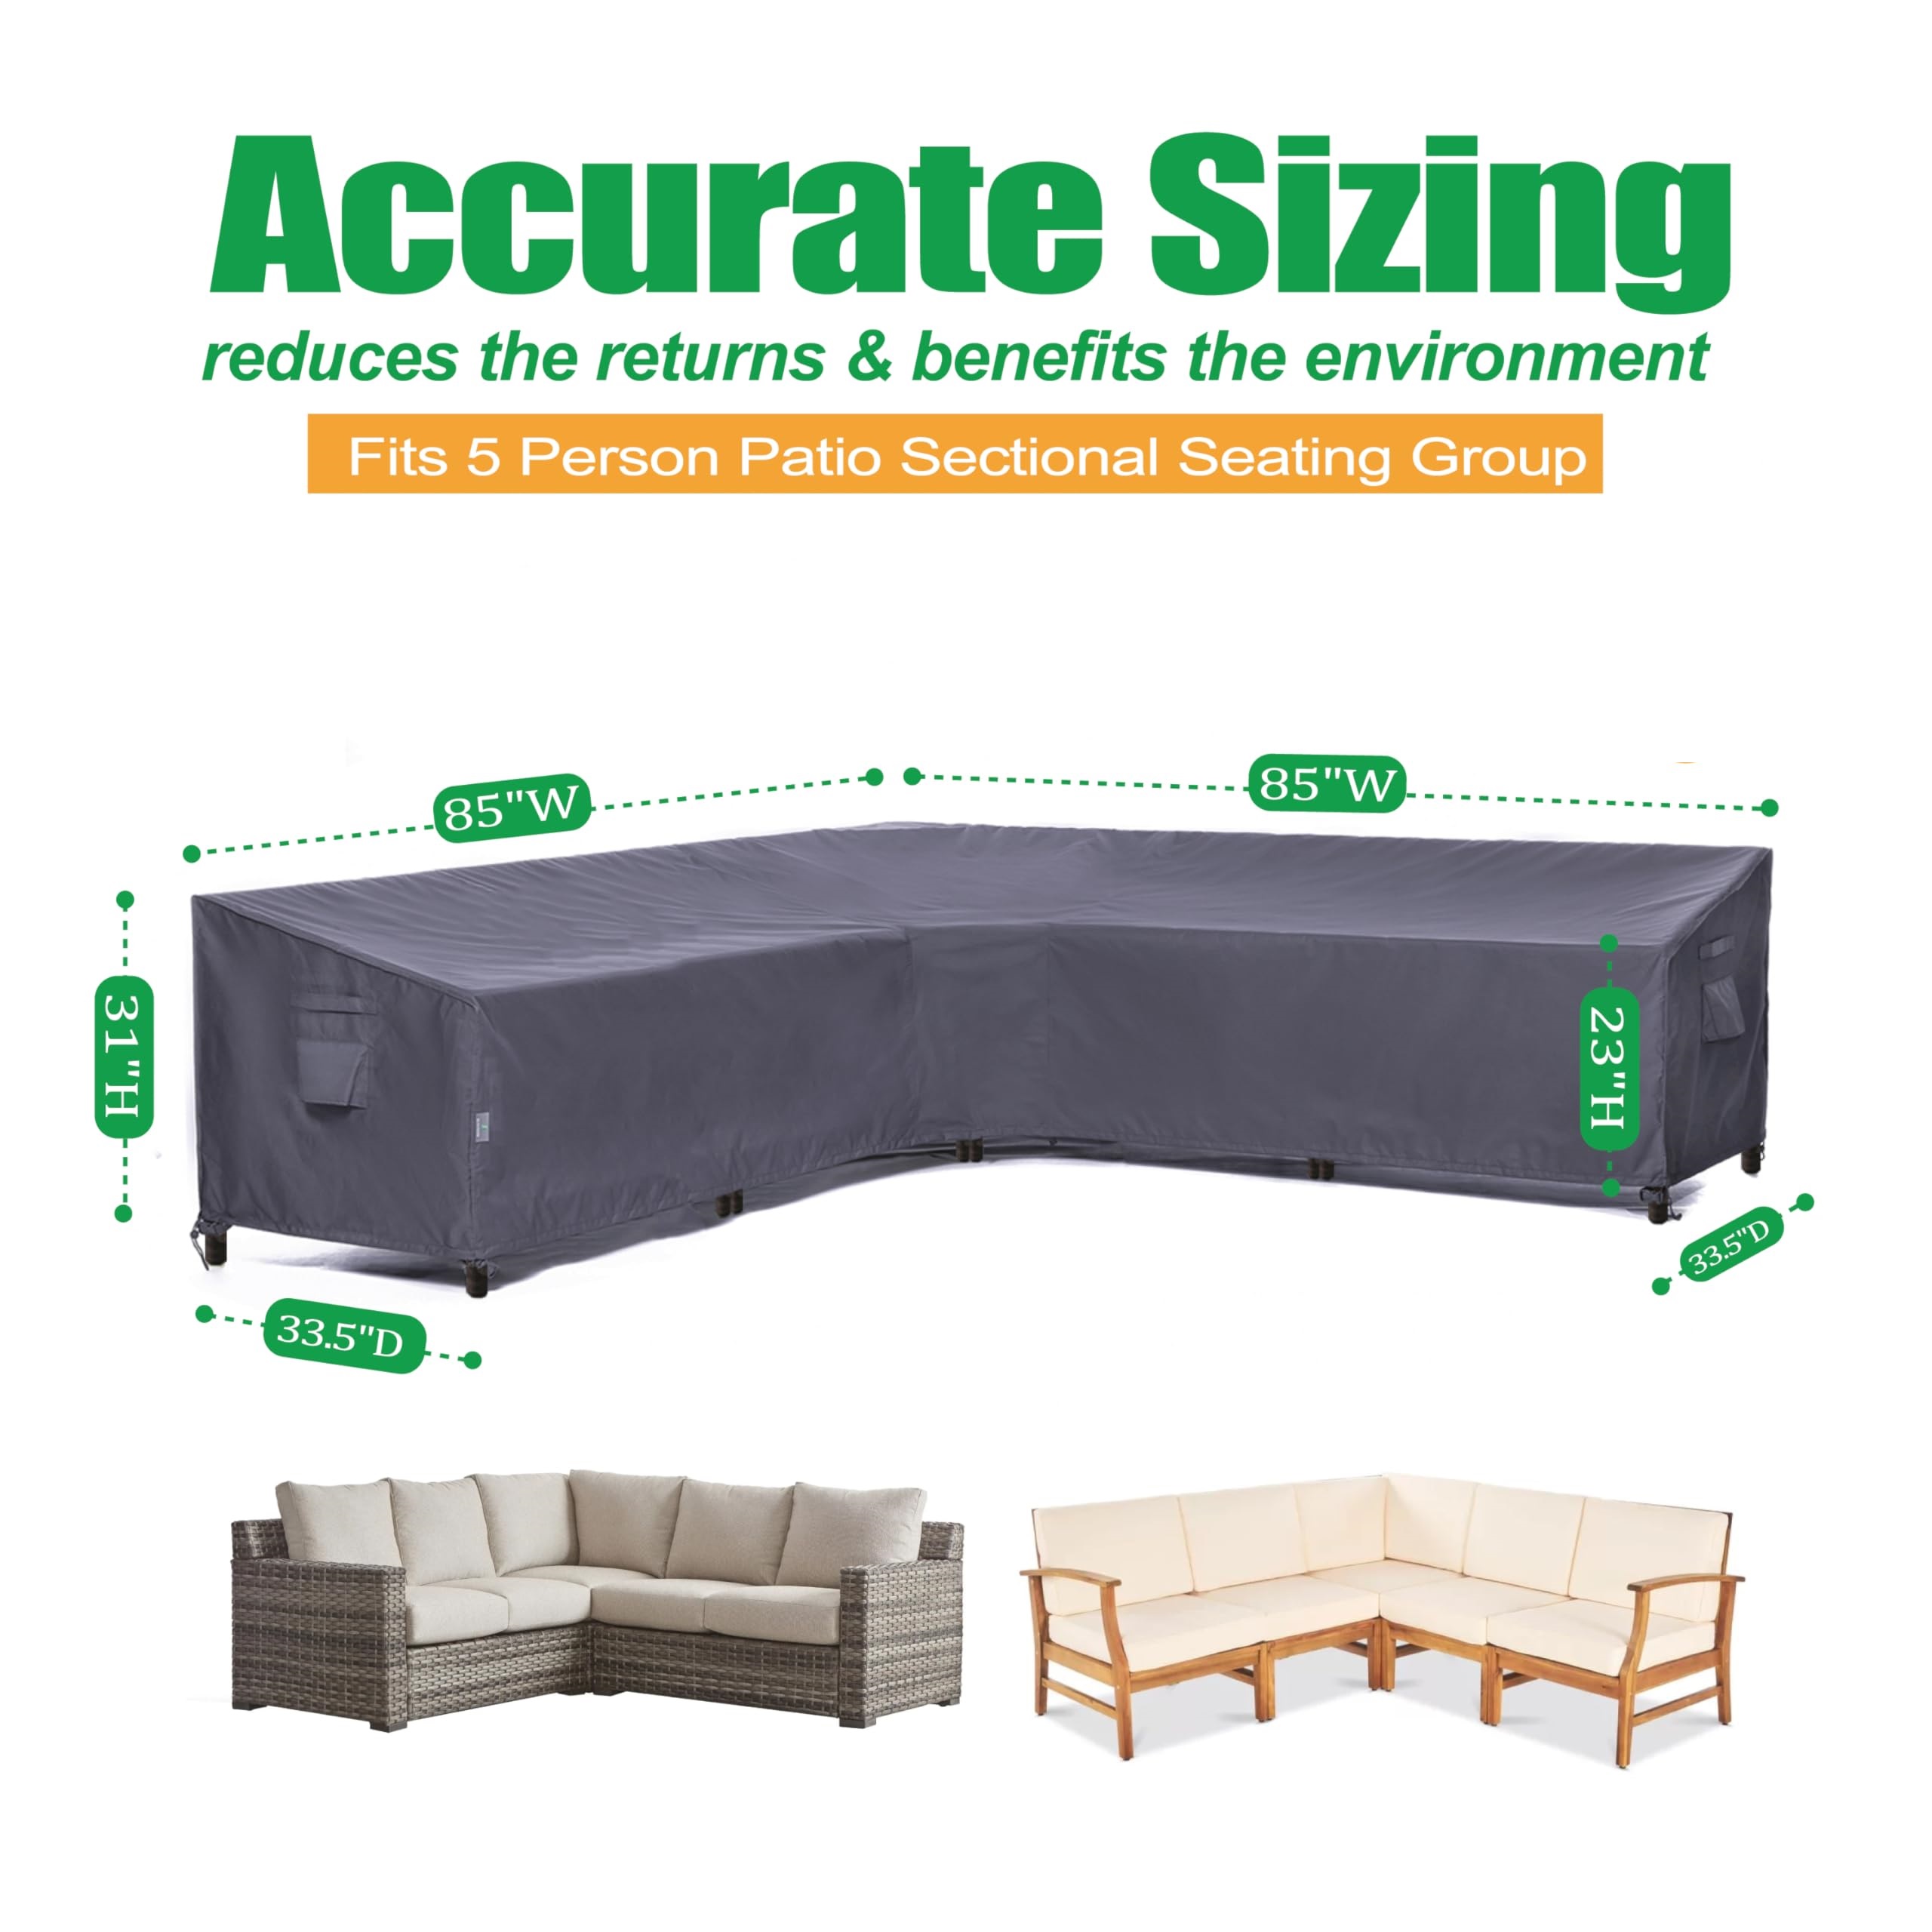 Accurate Sizing
reduces the returns & benefits the environment
Fits 5 Person Patio Sectional Seating Group
85"W
85"W
31"H
23"H
33.5"D
33.5"D